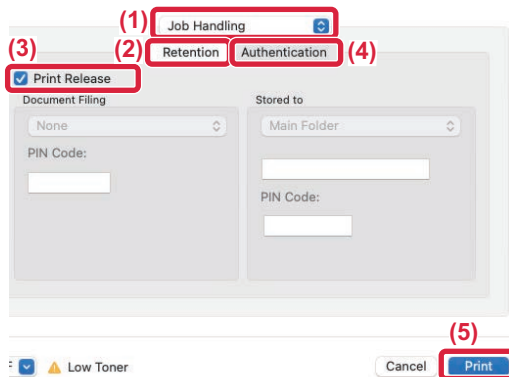 (1)
Job Handling
(3)
(2)
Retention
Authentication
(4)
Print Release
Document Filing
None
PIN Code:
Stored to
Main Folder
PIN Code:
(5)
Low Toner
Cancel
Print